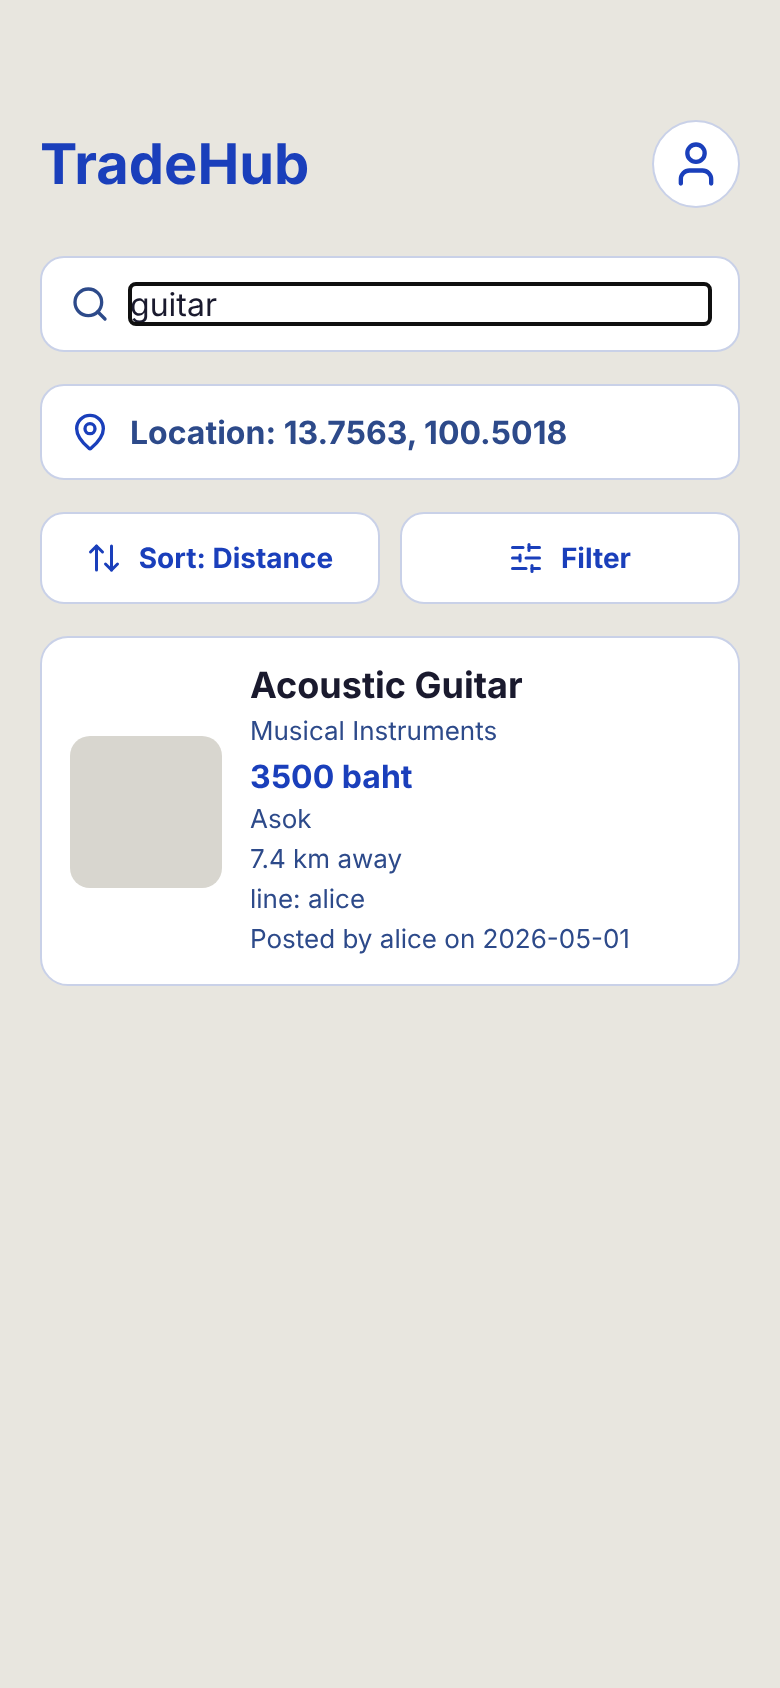 TradeHub
guitar
Location: 13.7563, 100.5018
Sort: Distance
Filter
Acoustic Guitar
Musical Instruments
3500 baht
Asok
7.4 km away
line: alice
Posted by alice on 2026-05-01